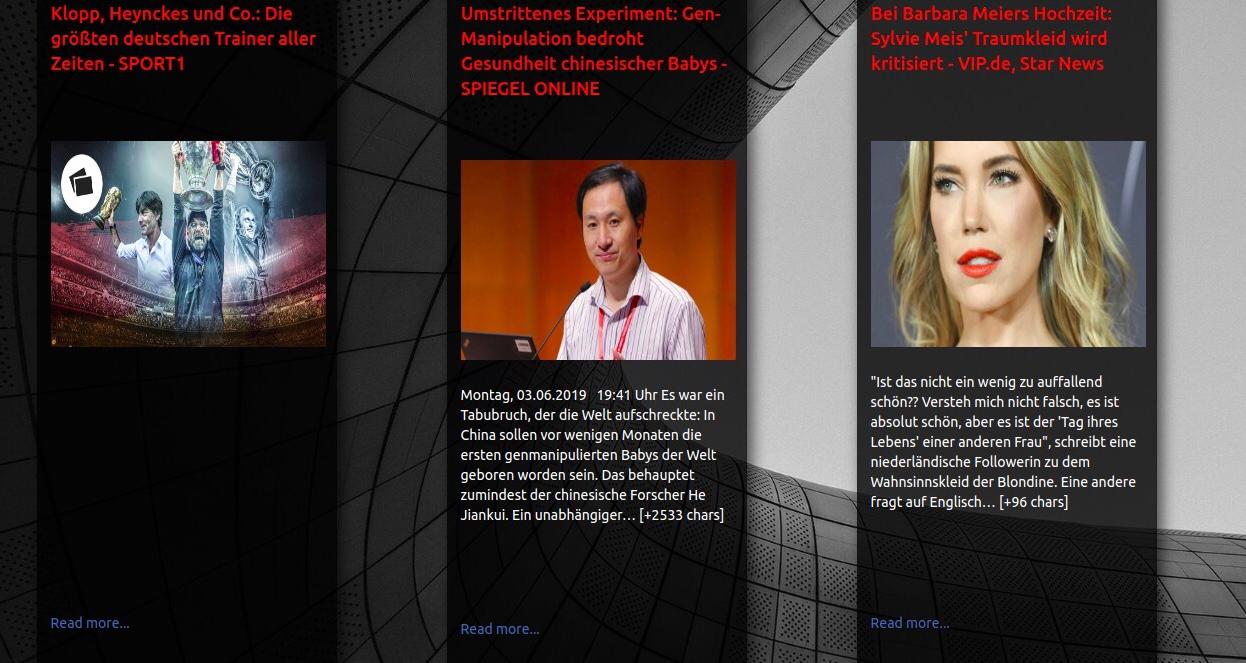 Klopp, Heynckes und Co.: Die
größten deutschen Trainer aller
Zeiten - SPORT1
Read more...
Umstrittenes Experiment: Gen-
Manipulation bedroht
Gesundheit chinesischer Babys -
SPIEGEL ONLINE
Montag, 03.06.2019   19:41 Uhr Es war ein
Tabubruch, der die Welt aufschreckte: In
China sollen vor wenigen Monaten die
ersten genmanipulierten Babys der Welt
geboren worden sein. Das behauptet
zumindest der chinesische Forscher He
Jiankui. Ein unabhängiger… [+2533 chars]
Read more...
Bei Barbara Meiers Hochzeit:
Sylvie Meis' Traumkleid wird
kritisiert - VIP.de, Star News
"Ist das nicht ein wenig zu auffallend
schön?? Versteh mich nicht falsch, es ist
absolut schön, aber es ist der 'Tag ihres
Lebens' einer anderen Frau", schreibt eine
niederländische Followerin zu dem
Wahnsinnskleid der Blondine. Eine andere
fragt auf Englisch… [+96 chars]
Read more...